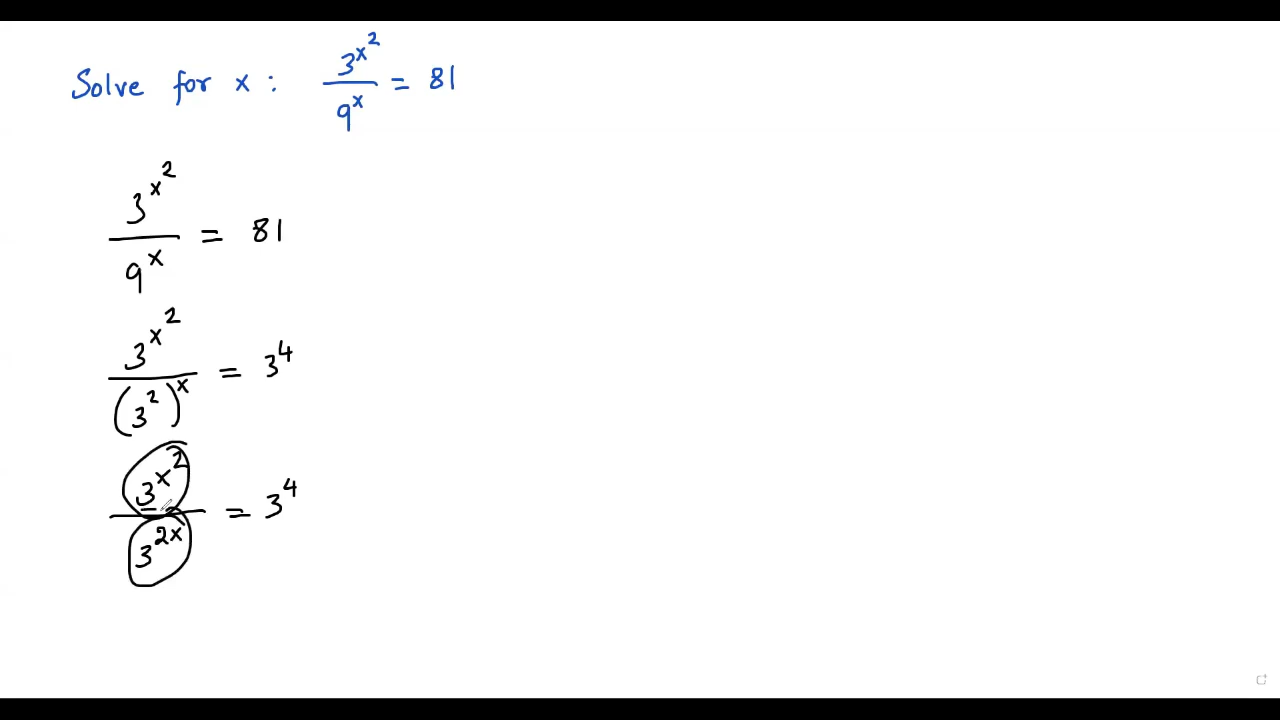 Solve for x : 3^x^2 / 9^x = 81
3^x^2 / 9^x = 81
3^x^2 / (3^2)^x = 3^4
3^x^2 / 3^2x = 3^4